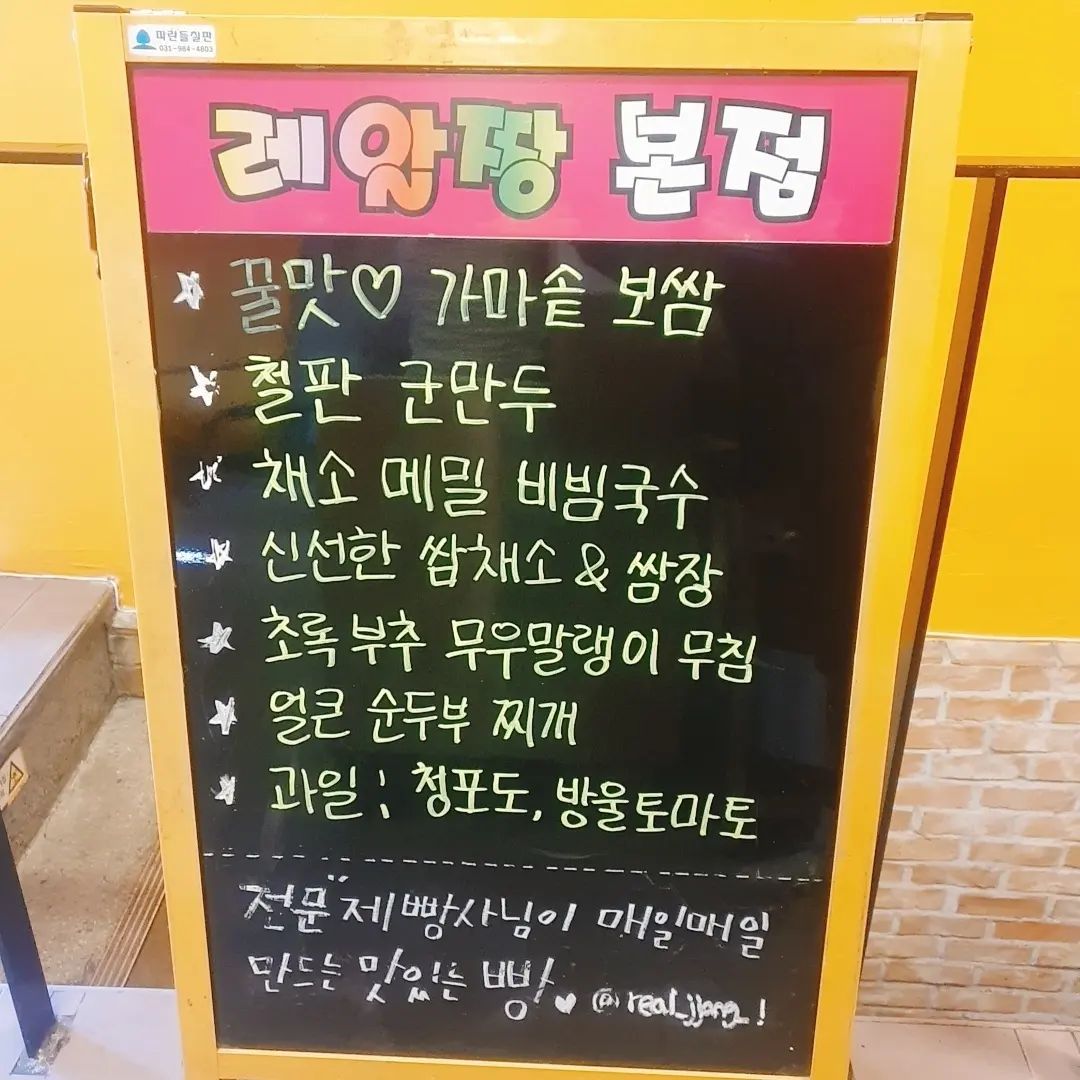 파란들실판
031-984-4803
레알짱 본점
꿀맛♡ 가마솥 보쌈
철판 군만두
채소 메밀 비빔국수
신선한 쌈채소 & 쌈장
초록부추 무우말랭이 무침
얼큰 순두부 찌개
과일; 청포도, 방울토마토
전문"제빵사님이 매일매일
만드는 맛있는 빵. ♥ @real_jjang_!